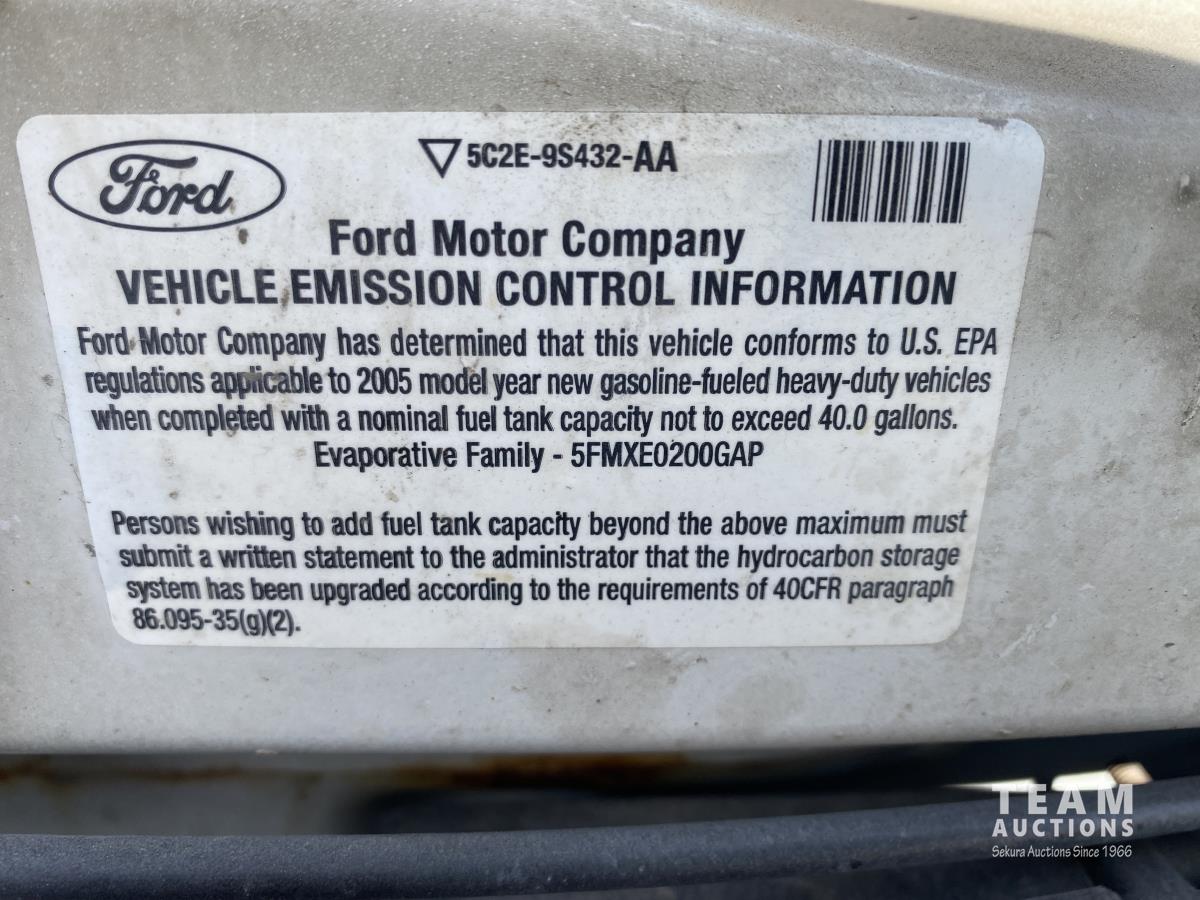 Ford
5C2E-9S432-AA
Ford Motor Company
VEHICLE EMISSION CONTROL INFORMATION
Ford Motor Company has determined that this vehicle conforms to U.S. EPA
regulations applicable to 2005 model year new gasoline-fueled heavy-duty vehicles
when completed with a nominal fuel tank capacity not to exceed 40.0 gallons.
Evaporative Family - 5FMXE0200GAP
Persons wishing to add fuel tank capacity beyond the above maximum must
submit a written statement to the administrator that the hydrocarbon storage
system has been upgraded according to the requirements of 40CFR paragraph
86.095-35(g)(2).
TEAM
AUCTIONS
Sekura Auctions Since 1966